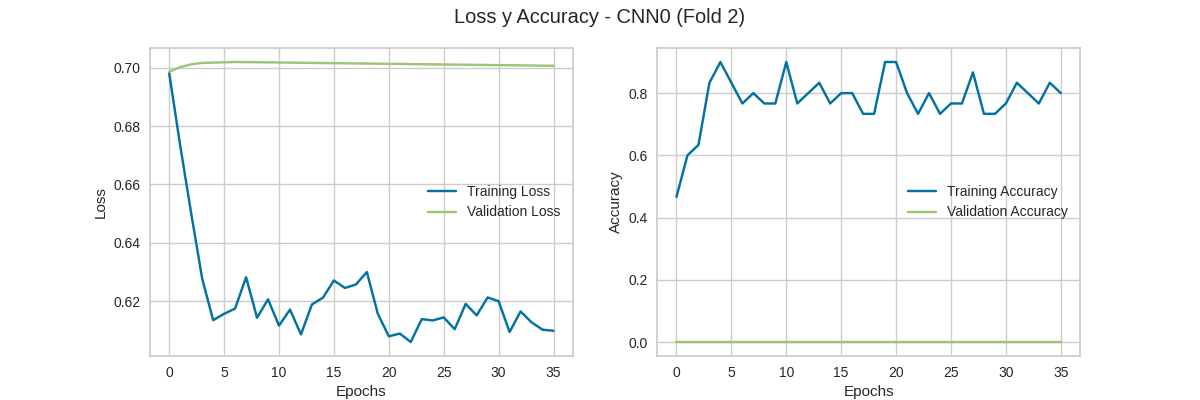 Loss y Accuracy - CNN0 (Fold 2)
0.70
0.68
0.66
0.64
0.62
Loss
Training Loss
Validation Loss
0 5 10 15 20 25 30 35
Epochs
0.8
0.6
0.4
0.2
0.0
Accuracy
Training Accuracy
Validation Accuracy
0 5 10 15 20 25 30 35
Epochs